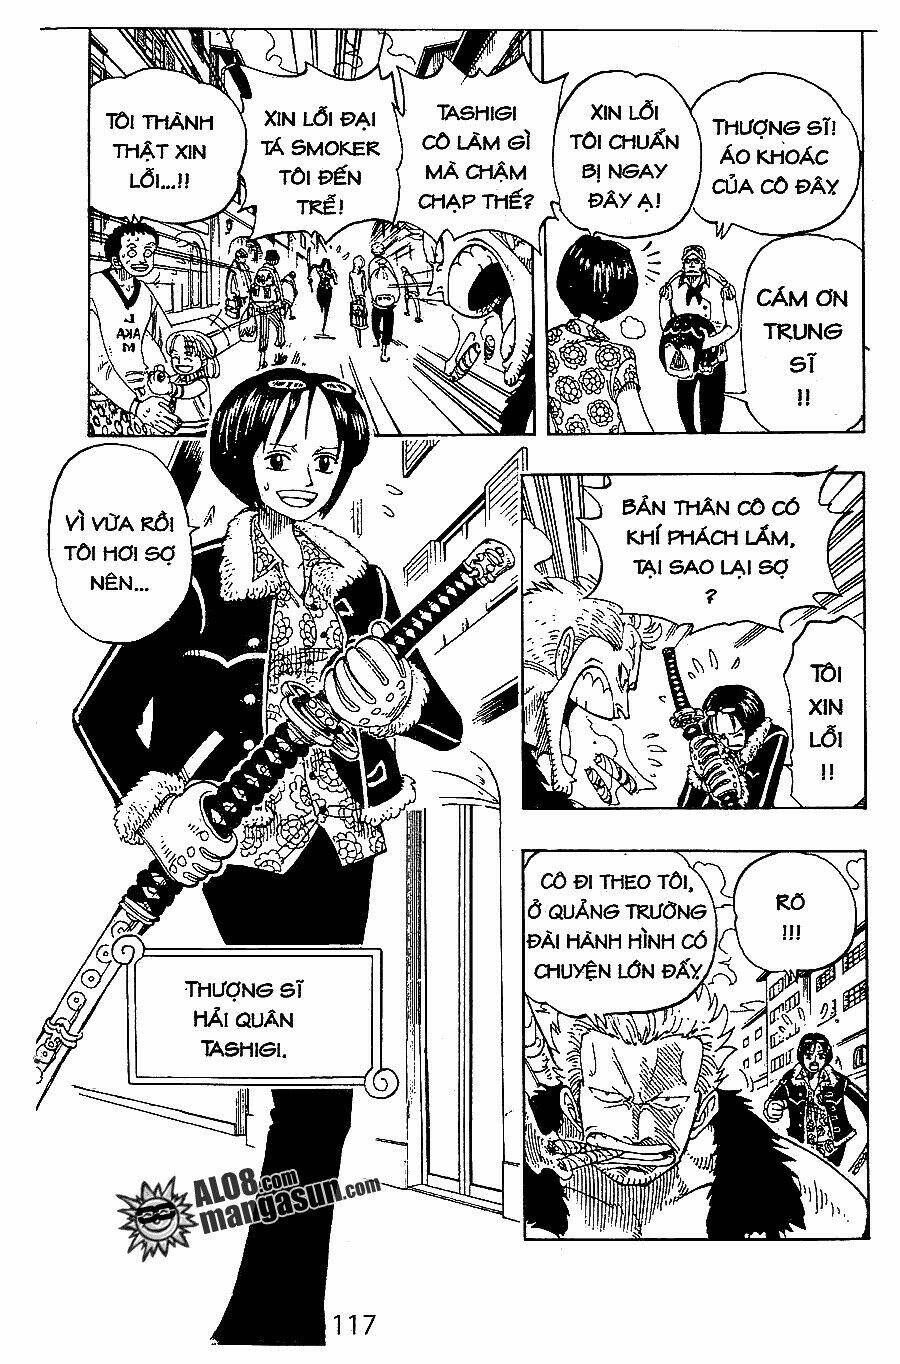 TÔI THÀNH
THẬT XIN
LỖI...!!
XIN LỖI ĐẠI
TÁ SMOKER
TÔI ĐẾN
TRỄ!
TASHIGI
CÔ LÀM GÌ
MÀ CHẬM
CHẠP THẾ?
XIN LỖI
TÔI CHUẨN
BỊ NGAY
ĐÂY Ạ!
THƯỢNG SĨ!
ÁO KHOÁC
CỦA CÔ ĐÂY.
CÁM ƠN
TRUNG
SĨ
!!
VÌ VỪA RỒI
TÔI HƠI SỢ
NÊN...
THƯỢNG SĨ
HẢI QUÂN
TASHIGI.
BẢN THÂN CÔ CÓ
KHÍ PHÁCH LẮM,
TẠI SAO LẠI SỢ
?
TÔI
XIN
LỖI
!!
CÔ ĐI THEO TÔI,
Ở QUẢNG TRƯỜNG
ĐÀI HÀNH HÌNH CÓ
CHUYỆN LỚN ĐẤY.
RÕ
!!!
ALO8.com
mangasun.com
117